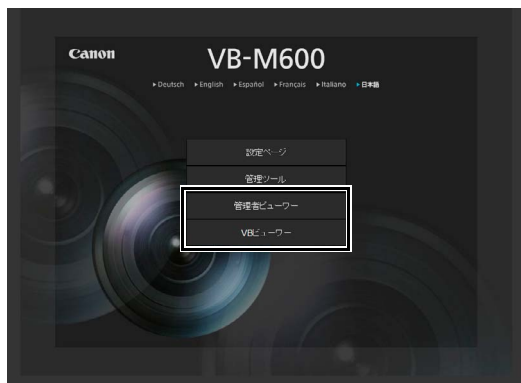 Canon
VB-M600
▸Deutsch ▸English ▸Español ▸Français ▸Italiano ▸日本語
設定ページ
管理ツール
管理者ビューワー
VBビューワー